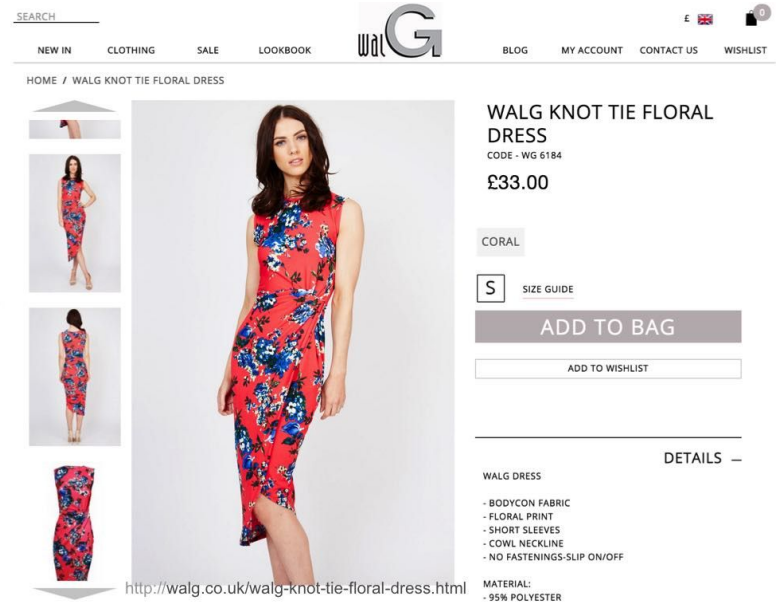 SEARCH
£
0
NEW IN CLOTHING SALE LOOKBOOK walG BLOG MY ACCOUNT CONTACT US WISHLIST
HOME / WALG KNOT TIE FLORAL DRESS
WALG KNOT TIE FLORAL
DRESS
CODE - WG 6184
£33.00
CORAL
S SIZE GUIDE
ADD TO BAG
ADD TO WISHLIST
DETAILS –
WALG DRESS
- BODYCON FABRIC
- FLORAL PRINT
- SHORT SLEEVES
- COWL NECKLINE
- NO FASTENINGS-SLIP ON/OFF
MATERIAL:
- 95% POLYESTER
http://walg.co.uk/walg-knot-tie-floral-dress.html